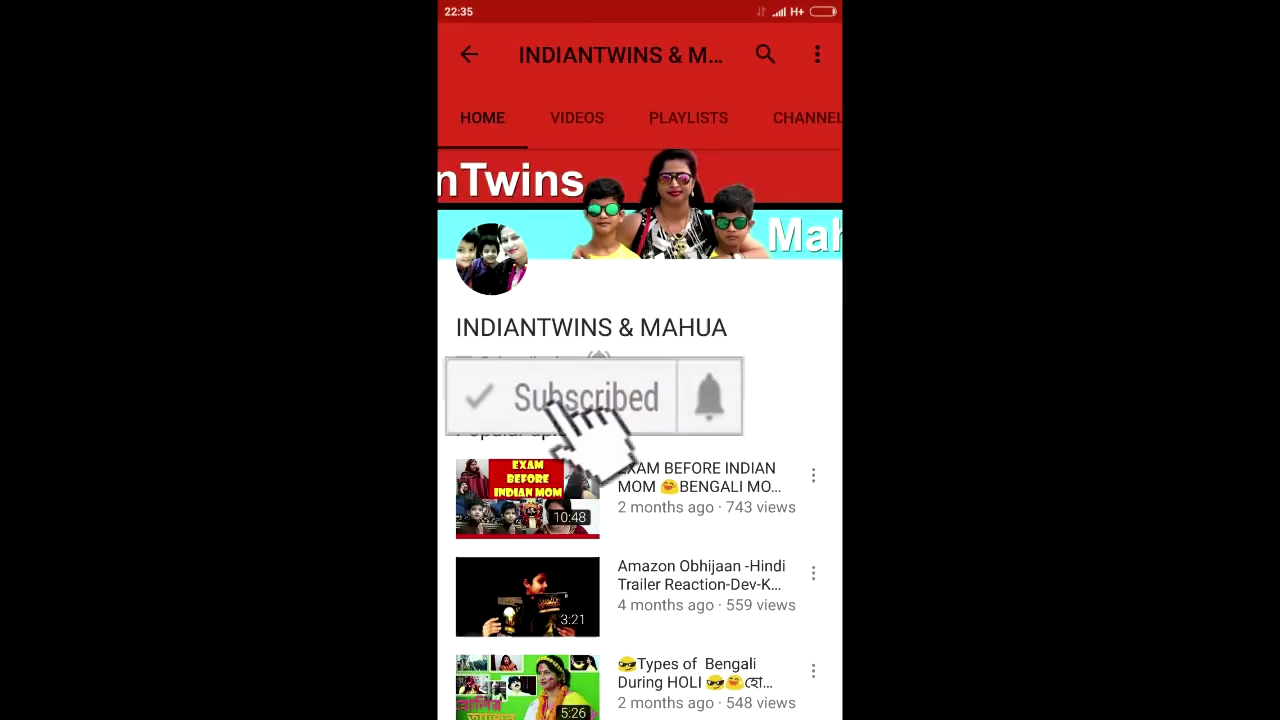 22:35
H+
INDIANTWINS & M...
HOME VIDEOS PLAYLISTS CHANNEL
nTwins
Mah
INDIANTWINS & MAHUA
Subscribed
EXAM
BEFORE
INDIAN MOM
10:48
EXAM BEFORE INDIAN
MOM 😄BENGALI MO...
2 months ago · 743 views
3:21
Amazon Obhijaan -Hindi
Trailer Reaction-Dev-K...
4 months ago · 559 views
5:26
😎Types of Bengali
During HOLI 😎😄হো...
2 months ago · 548 views